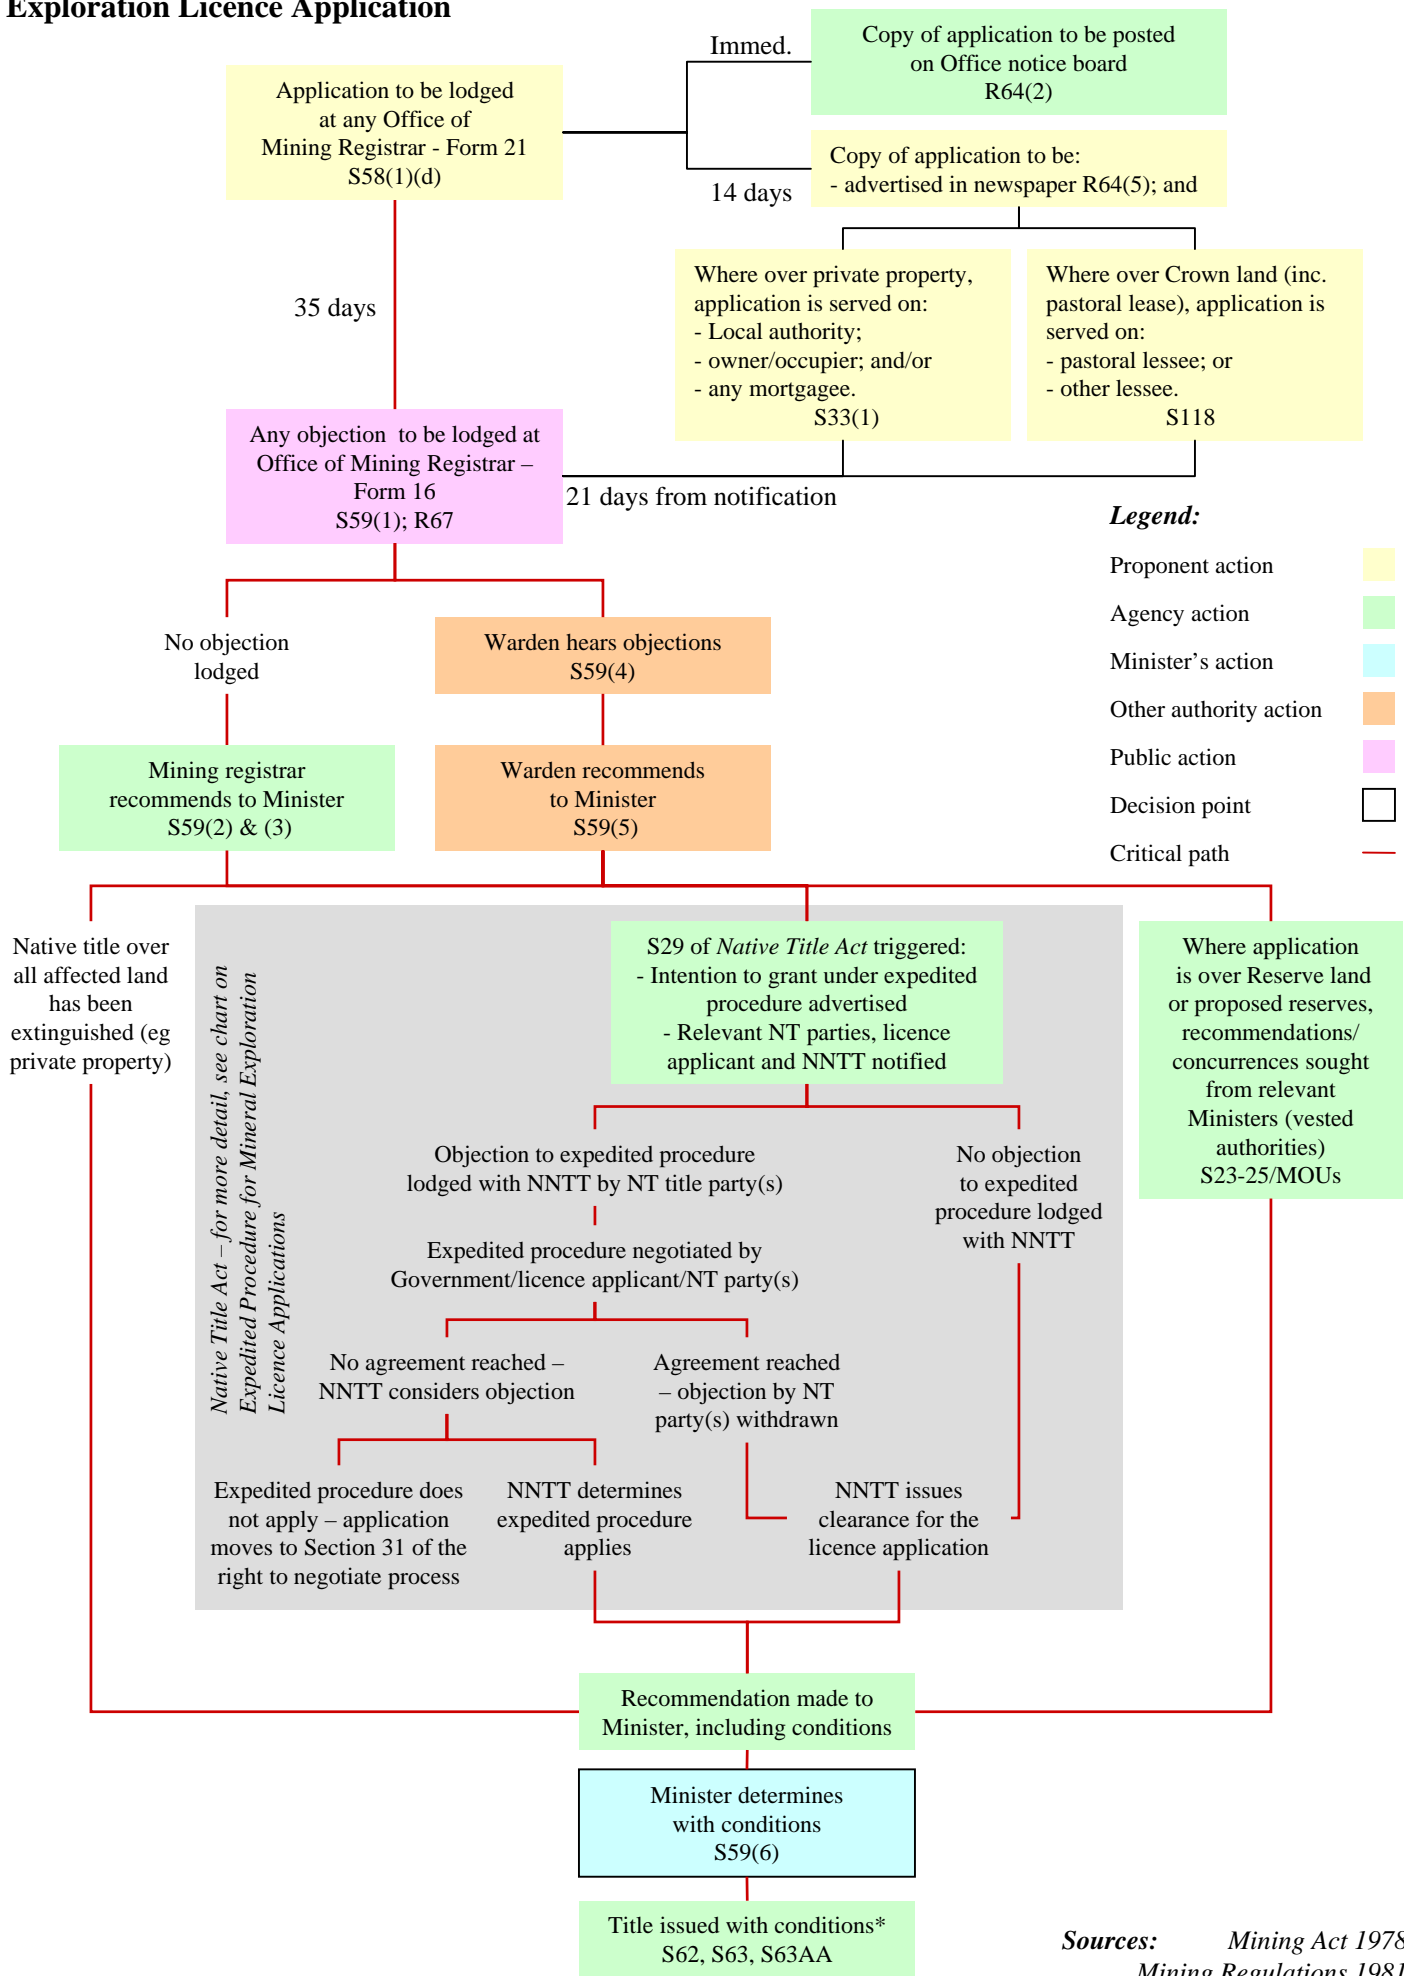 Exploration Licence Application
Immed.
Copy of application to be posted
on Office notice board
R64(2)
Application to be lodged
at any Office of
Mining Registrar - Form 21
S58(1)(d)
14 days
Copy of application to be:
- advertised in newspaper R64(5); and
Where over private property,
application is served on:
- Local authority;
- owner/occupier; and/or
- any mortgagee.
S33(1)
Where over Crown land (inc.
pastoral lease), application is
served on:
- pastoral lessee; or
- other lessee.
S118
35 days
Any objection  to be lodged at
Office of Mining Registrar –
Form 16
S59(1); R67
21 days from notification
Legend:
Proponent action
Agency action
Minister’s action
Other authority action
Public action
Decision point
Critical path
No objection
lodged
Warden hears objections
S59(4)
Mining registrar
recommends to Minister
S59(2) & (3)
Warden recommends
to Minister
S59(5)
Native title over
all affected land
has been
extinguished (eg
private property)
Native Title Act – for more detail, see chart on
Expedited Procedure for Mineral Exploration
Licence Applications
S29 of Native Title Act triggered:
- Intention to grant under expedited
procedure advertised
- Relevant NT parties, licence
applicant and NNTT notified
Where application
is over Reserve land
or proposed reserves,
recommendations/
concurrences sought
from relevant
Ministers (vested
authorities)
S23-25/MOUs
Objection to expedited procedure
lodged with NNTT by NT title party(s)
No objection
to expedited
procedure lodged
with NNTT
Expedited procedure negotiated by
Government/licence applicant/NT party(s)
No agreement reached –
NNTT considers objection
Agreement reached
– objection by NT
party(s) withdrawn
Expedited procedure does
not apply – application
moves to Section 31 of the
right to negotiate process
NNTT determines
expedited procedure
applies
NNTT issues
clearance for the
licence application
Recommendation made to
Minister, including conditions
Minister determines
with conditions
S59(6)
Title issued with conditions*
S62, S63, S63AA
Sources: Mining Act 1978
Mining Regulations 1981